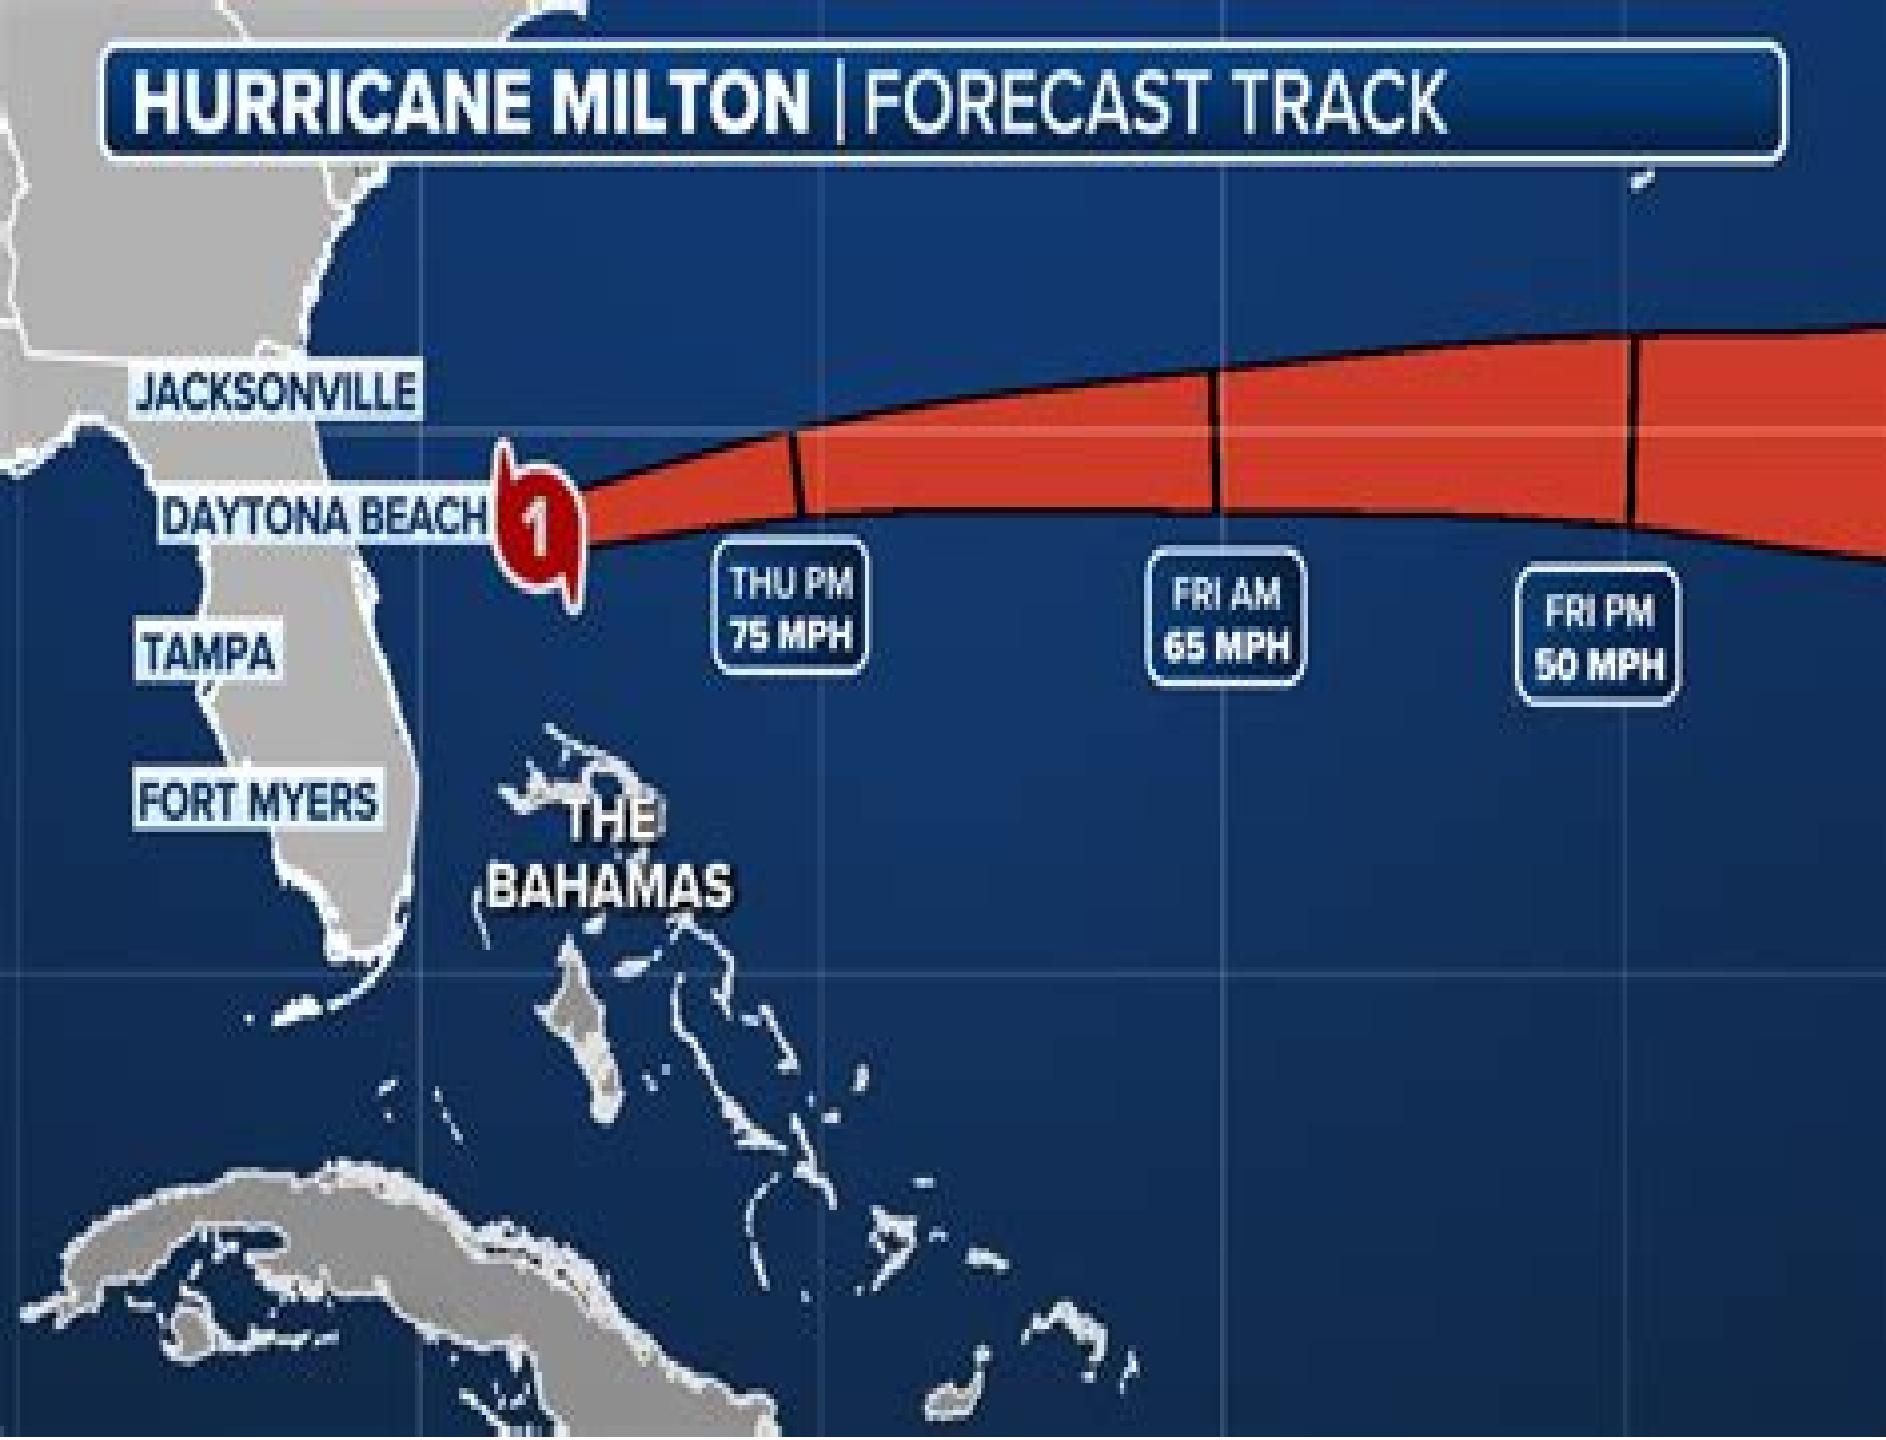 HURRICANE MILTON | FORECAST TRACK
JACKSONVILLE
DAYTONA BEACH
1
TAMPA
FORT MYERS
THU PM
75 MPH
FRI AM
65 MPH
FRI PM
50 MPH
THE
BAHAMAS